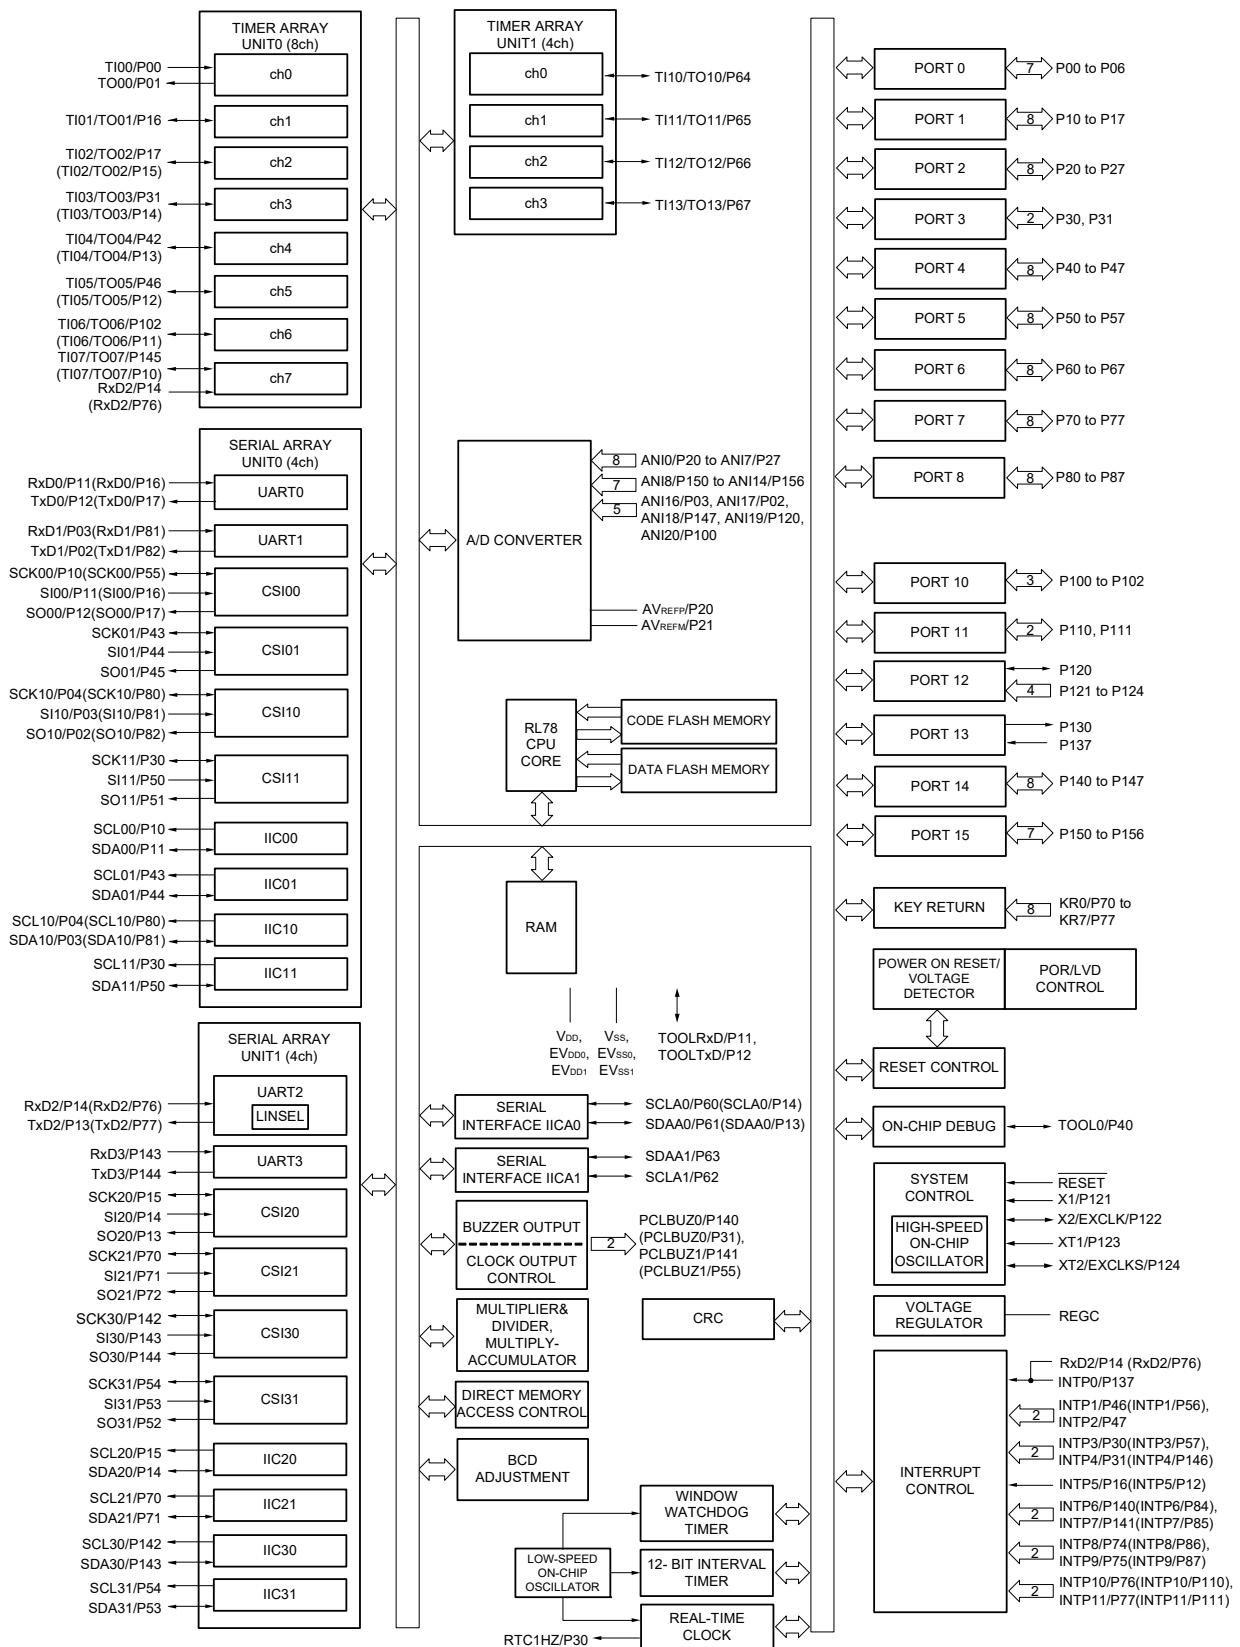 TIMER ARRAY
UNIT0 (8ch)
TI00/P00
TO00/P01
ch0
TI01/TO01/P16
ch1
TI02/TO02/P17
(TI02/TO02/P15)
ch2
TI03/TO03/P31
(TI03/TO03/P14)
ch3
TI04/TO04/P42
(TI04/TO04/P13)
ch4
TI05/TO05/P46
(TI05/TO05/P12)
ch5
TI06/TO06/P102
(TI06/TO06/P11)
ch6
TI07/TO07/P145
(TI07/TO07/P10)
ch7
RxD2/P14
(RxD2/P76)
SERIAL ARRAY
UNIT0 (4ch)
RxD0/P11(RxD0/P16)
TxD0/P12(TxD0/P17)
UART0
RxD1/P03(RxD1/P81)
TxD1/P02(TxD1/P82)
UART1
SCK00/P10(SCK00/P55)
SI00/P11(SI00/P16)
SO00/P12(SO00/P17)
CSI00
SCK01/P43
SI01/P44
SO01/P45
CSI01
SCK10/P04(SCK10/P80)
SI10/P03(SI10/P81)
SO10/P02(SO10/P82)
CSI10
SCK11/P30
SI11/P50
SO11/P51
CSI11
SCL00/P10
SDA00/P11
IIC00
SCL01/P43
SDA01/P44
IIC01
SCL10/P04(SCL10/P80)
SDA10/P03(SDA10/P81)
IIC10
SCL11/P30
SDA11/P50
IIC11
SERIAL ARRAY
UNIT1 (4ch)
RxD2/P14(RxD2/P76)
TxD2/P13(TxD2/P77)
UART2
LINSEL
RxD3/P143
TxD3/P144
UART3
SCK20/P15
SI20/P14
SO20/P13
CSI20
SCK21/P70
SI21/P71
SO21/P72
CSI21
SCK30/P142
SI30/P143
SO30/P144
CSI30
SCK31/P54
SI31/P53
SO31/P52
CSI31
SCL20/P15
SDA20/P14
IIC20
SCL21/P70
SDA21/P71
IIC21
SCL30/P142
SDA30/P143
IIC30
SCL31/P54
SDA31/P53
IIC31
TIMER ARRAY
UNIT1 (4ch)
ch0
TI10/TO10/P64
ch1
TI11/TO11/P65
ch2
TI12/TO12/P66
ch3
TI13/TO13/P67
A/D CONVERTER
8
ANI0/P20 to ANI7/P27
7
ANI8/P150 to ANI14/P156
5
ANI16/P03, ANI17/P02,
ANI18/P147, ANI19/P120,
ANI20/P100
AVREFP/P20
AVREFM/P21
RL78
CPU
CORE
CODE FLASH MEMORY
DATA FLASH MEMORY
RAM
VDD,
EVDD0,
EVDD1
VSS,
EVSS0,
EVSS1
TOOLRxD/P11,
TOOLTxD/P12
SERIAL
INTERFACE IICA0
SCLA0/P60(SCLA0/P14)
SDAA0/P61(SDAA0/P13)
SERIAL
INTERFACE IICA1
SDAA1/P63
SCLA1/P62
BUZZER OUTPUT
CLOCK OUTPUT
CONTROL
2
PCLBUZ0/P140
(PCLBUZ0/P31),
PCLBUZ1/P141
(PCLBUZ1/P55)
MULTIPLIER&
DIVIDER,
MULTIPLY-
ACCUMULATOR
CRC
DIRECT MEMORY
ACCESS CONTROL
BCD
ADJUSTMENT
WINDOW
WATCHDOG
TIMER
LOW-SPEED
ON-CHIP
OSCILLATOR
12- BIT INTERVAL
TIMER
REAL-TIME
CLOCK
RTC1HZ/P30
PORT 0
7
P00 to P06
PORT 1
8
P10 to P17
PORT 2
8
P20 to P27
PORT 3
2
P30, P31
PORT 4
8
P40 to P47
PORT 5
8
P50 to P57
PORT 6
8
P60 to P67
PORT 7
8
P70 to P77
PORT 8
8
P80 to P87
PORT 10
3
P100 to P102
PORT 11
2
P110, P111
PORT 12
P120
4
P121 to P124
PORT 13
P130
P137
PORT 14
8
P140 to P147
PORT 15
7
P150 to P156
KEY RETURN
8
KR0/P70 to
KR7/P77
POWER ON RESET/
VOLTAGE
DETECTOR
POR/LVD
CONTROL
RESET CONTROL
ON-CHIP DEBUG
TOOL0/P40
SYSTEM
CONTROL
HIGH-SPEED
ON-CHIP
OSCILLATOR
RESET
X1/P121
X2/EXCLK/P122
XT1/P123
XT2/EXCLKS/P124
VOLTAGE
REGULATOR
REGC
INTERRUPT
CONTROL
RxD2/P14 (RxD2/P76)
INTP0/P137
2
INTP1/P46(INTP1/P56),
INTP2/P47
2
INTP3/P30(INTP3/P57),
INTP4/P31(INTP4/P146)
INTP5/P16(INTP5/P12)
2
INTP6/P140(INTP6/P84),
INTP7/P141(INTP7/P85)
2
INTP8/P74(INTP8/P86),
INTP9/P75(INTP9/P87)
2
INTP10/P76(INTP10/P110),
INTP11/P77(INTP11/P111)